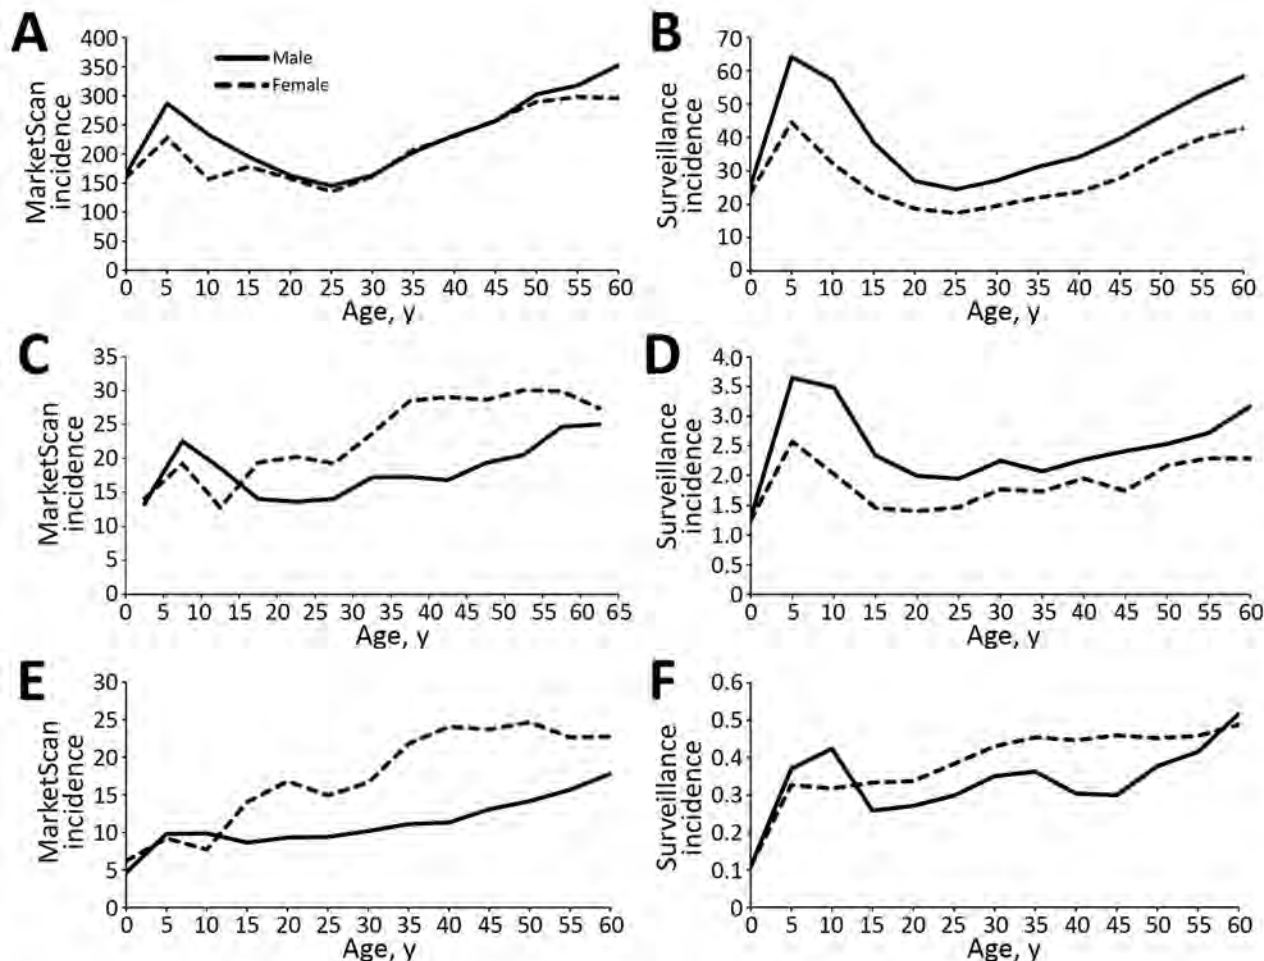 A
MarketScan
incidence
400
350
300
250
200
150
100
50
0
Male
Female
0 5 10 15 20 25 30 35 40 45 50 55 60
Age, y
B
Surveillance
incidence
70
60
50
40
30
20
10
0
0 5 10 15 20 25 30 35 40 45 50 55 60
Age, y
C
MarketScan
incidence
35
30
25
20
15
10
5
0
0 5 10 15 20 25 30 35 40 45 50 55 60 65
Age, y
D
Surveillance
incidence
4.0
3.5
3.0
2.5
2.0
1.5
1.0
0.5
0
0 5 10 15 20 25 30 35 40 45 50 55 60
Age, y
E
MarketScan
incidence
30
25
20
15
10
5
0
0 5 10 15 20 25 30 35 40 45 50 55 60
Age, y
F
Surveillance
incidence
0.6
0.5
0.4
0.3
0.2
0.1
0
0 5 10 15 20 25 30 35 40 45 50 55 60
Age, y